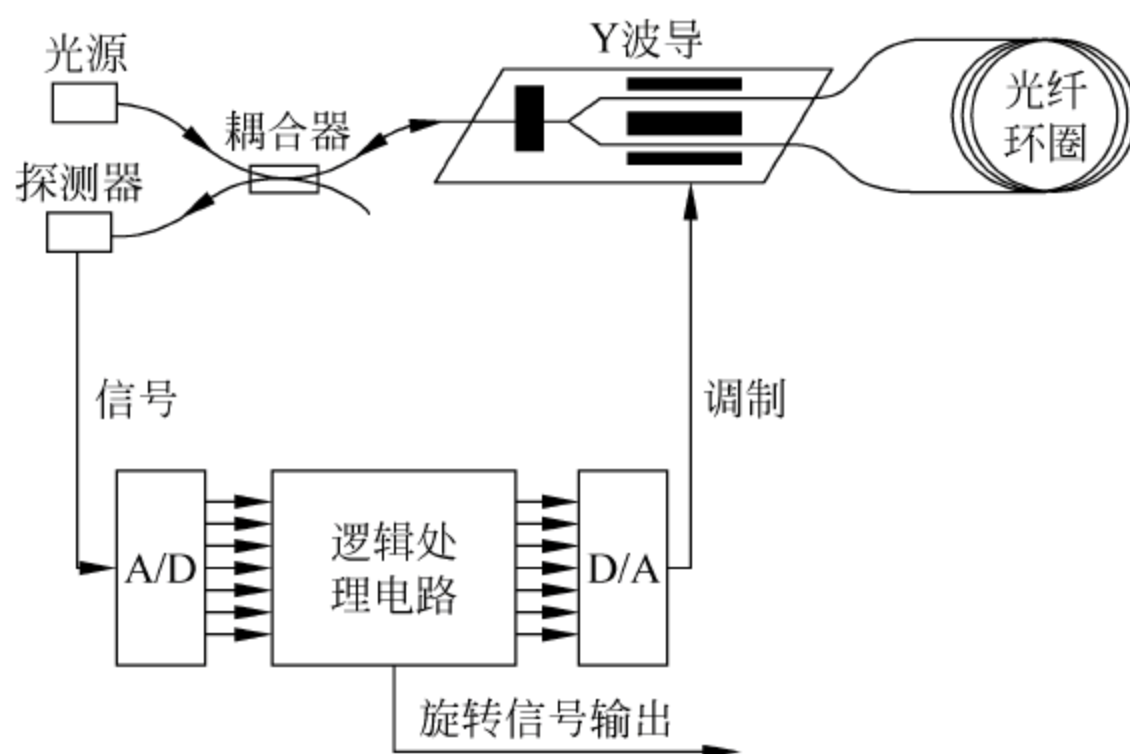 光源
Y波导
耦合器
光纤
环圈
探测器
信号
调制
A/D
逻辑处
理电路
D/A
旋转信号输出